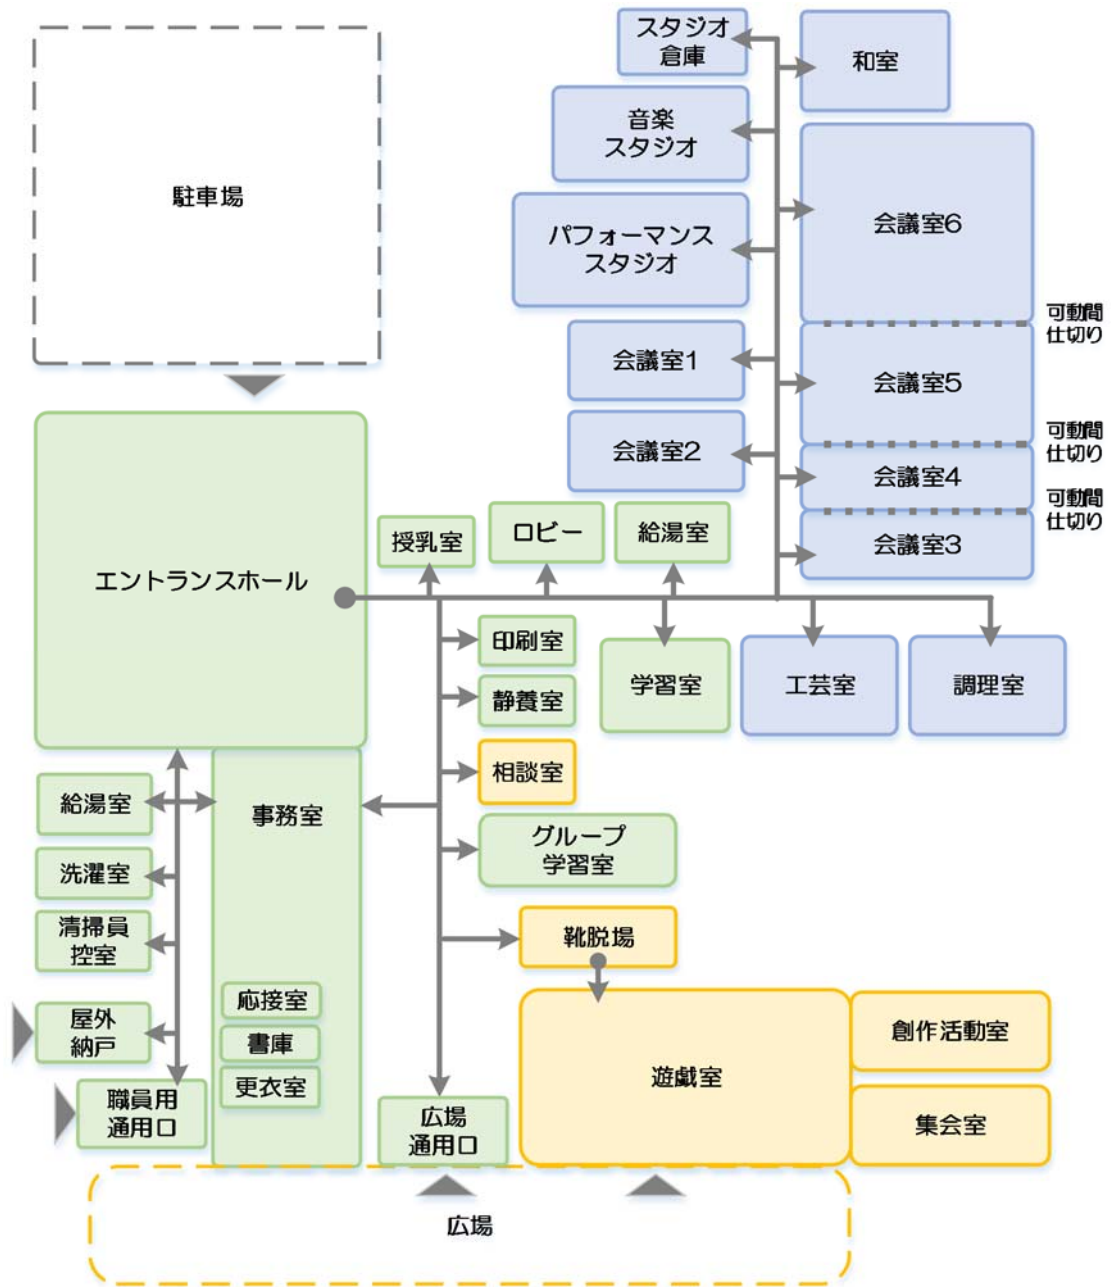 スタジオ
倉庫
和室
音楽
スタジオ
駐車場
会議室6
パフォーマンス
スタジオ
可動間
仕切り
会議室1
会議室5
可動間
仕切り
会議室2
会議室4
可動間
仕切り
授乳室
ロビー
給湯室
会議室3
エントランスホール
印刷室
学習室
工芸室
調理室
静養室
相談室
給湯室
事務室
グループ
学習室
洗濯室
清掃員
控室
靴脱場
応接室
屋外
納戸
書庫
創作活動室
更衣室
遊戯室
職員用
通用口
広場
通用口
集会室
広場